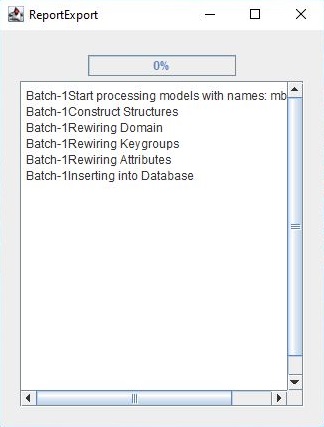 ReportExport
0%
Batch-1Start processing models with names: mb
Batch-1Construct Structures
Batch-1Rewiring Domain
Batch-1Rewiring Keygroups
Batch-1Rewiring Attributes
Batch-1Inserting into Database